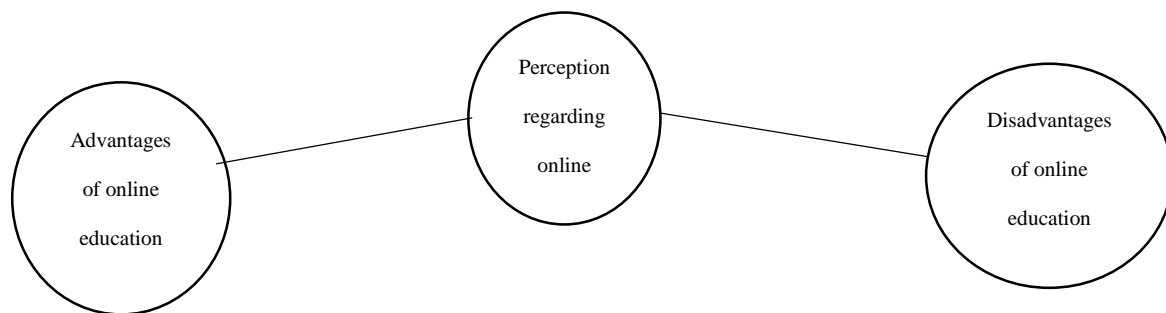 Advantages
of online
education
Perception
regarding
online
Disadvantages
of online
education